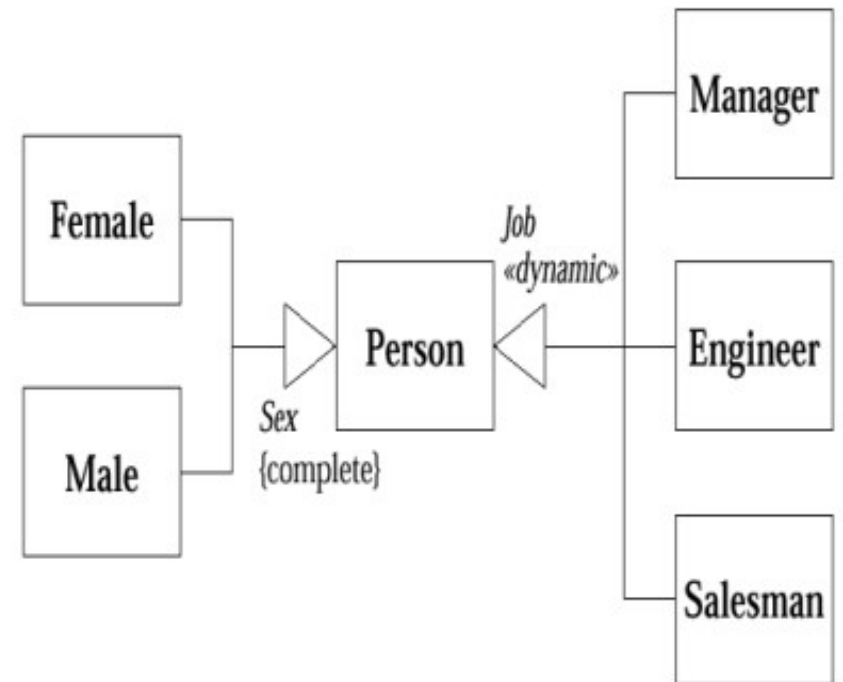 Manager
Female
Job
«dynamic»
Person
Engineer
Sex
{complete}
Male
Salesman